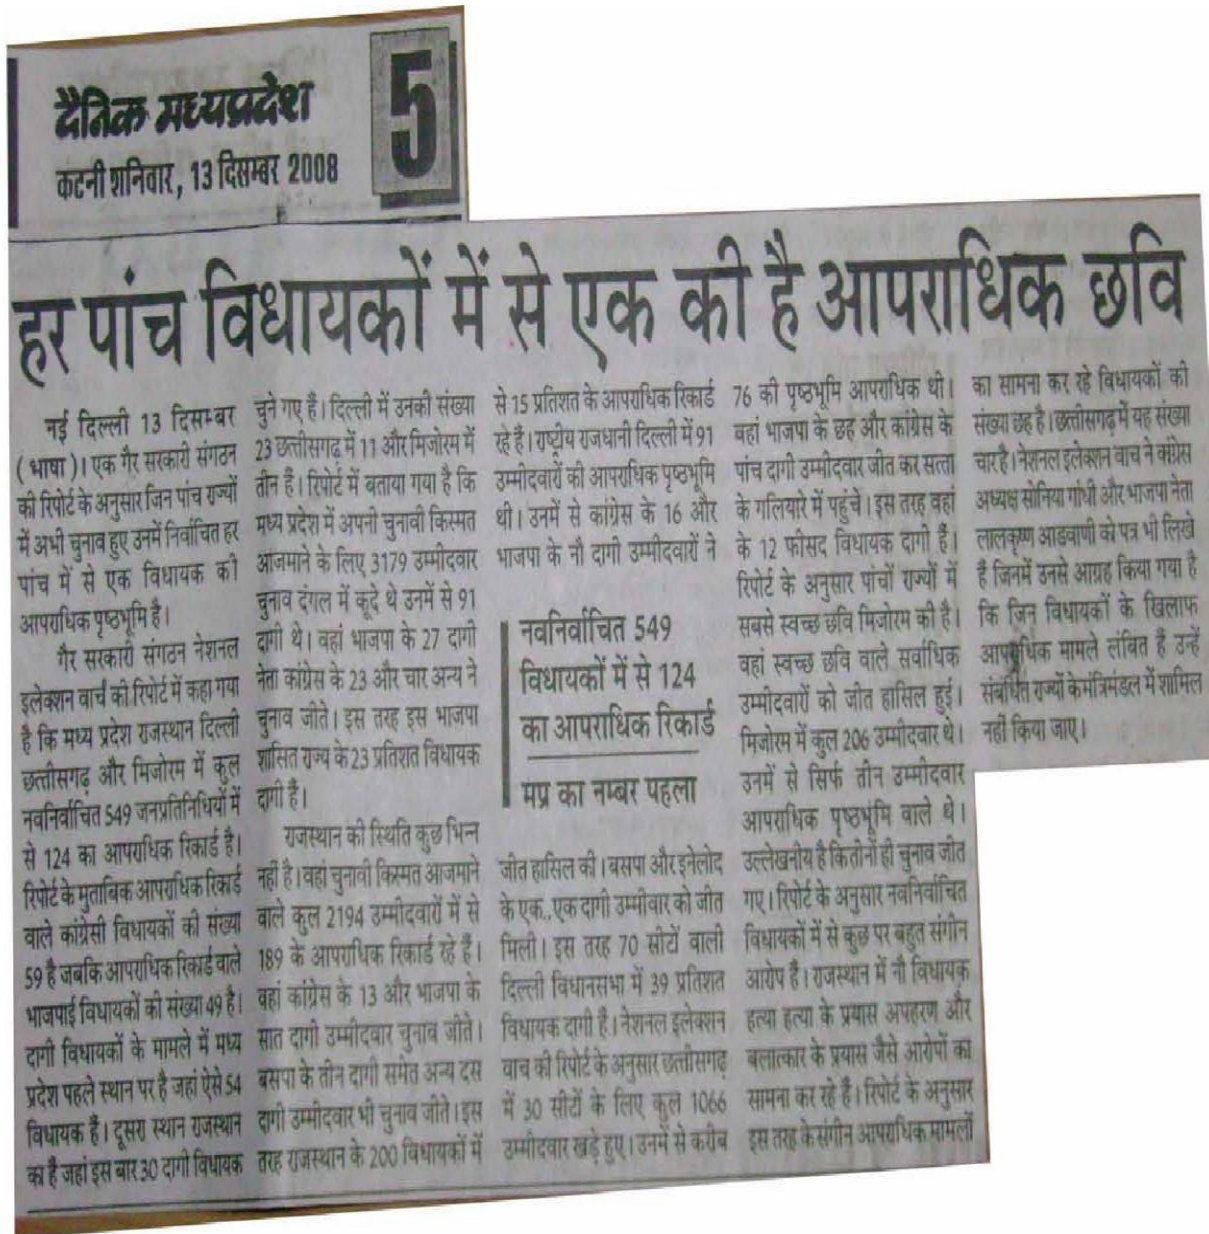 दैनिक मध्यप्रदेश
5
कटनी शनिवार, 13 दिसम्बर 2008
हर पांच विधायकों में से एक की है आपराधिक छवि
नई दिल्ली 13 दिसम्बर
(भाषा)। एक गैर सरकारी संगठन
की रिपोर्ट के अनुसार जिन पांच राज्यों
में अभी चुनाव हुए उनमें निर्वाचित हर
पांच में से एक विधायक की
आपराधिक पृष्ठभूमि है।
गैर सरकारी संगठन नेशनल
इलेक्शन वार्च की रिपोर्ट में कहा गया
है कि मध्य प्रदेश राजस्थान दिल्ली
छत्तीसगढ़ और मिजोरम में कुल
नवनिर्वाचित 549 जनप्रतिनिधियों में
से 124 का आपराधिक रिकार्ड है।
रिपोर्ट के मुताबिक आपराधिक रिकार्ड
वाले कांग्रेसी विधायकों की संख्या
59 है जबकि आपराधिक रिकार्ड वाले
भाजपाई विधायकों की संख्या 49 है।
दागी विधायकों के मामले में मध्य
प्रदेश पहले स्थान पर है जहां ऐसे 54
विधायक हैं। दूसरा स्थान राजस्थान
का है जहां इस बार 30 दागी विधायक
चुने गए हैं। दिल्ली में उनकी संख्या
23 छत्तीसगढ़ में 11 और मिजोरम में
तीन हैं। रिपोर्ट में बताया गया है कि
मध्य प्रदेश में अपनी चुनावी किस्मत
आजमाने के लिए 3179 उम्मीदवार
चुनाव दंगल में कूदे थे उनमें से 91
दागी थे। वहां भाजपा के 27 दागी
नेता कांग्रेस के 23 और चार अन्य ने
चुनाव जीते। इस तरह इस भाजपा
शासित राज्य के 23 प्रतिशत विधायक
दागी हैं।
राजस्थान की स्थिति कुछ भिन्न
नहीं है। वहां चुनावी किस्मत आजमाने
वाले कुल 2194 उम्मीदवारों में से
189 के आपराधिक रिकार्ड रहे हैं।
वहां कांग्रेस के 13 और भाजपा के
सात दागी उम्मीदवार चुनाव जीते।
बसपा के तीन दागी समेत अन्य दस
दागी उम्मीदवार भी चुनाव जीते। इस
तरह राजस्थान के 200 विधायकों में
से 15 प्रतिशत के आपराधिक रिकार्ड
रहे हैं। राष्ट्रीय राजधानी दिल्ली में 91
उम्मीदवारों की आपराधिक पृष्ठभूमि
थी। उनमें से कांग्रेस के 16 और
भाजपा के नौ दागी उम्मीदवारों ने
नवनिर्वाचित 549
विधायकों में से 124
का आपराधिक रिकार्ड
मप्र का नम्बर पहला
जीत हासिल की। बसपा और इनेलोद
के एक.. एक दागी उम्मीवार को जीत
मिली। इस तरह 70 सीटों वाली
दिल्ली विधानसभा में 39 प्रतिशत
विधायक दागी हैं। नेशनल इलेक्शन
वाच की रिपोर्ट के अनुसार छत्तीसगढ़
में 30 सीटों के लिए कुल 1066
उम्मीदवार खड़े हुए। उनमें से करीब
76 की पृष्ठभूमि आपराधिक थी।
वहां भाजपा के छह और कांग्रेस के
पांच दागी उम्मीदवार जीत कर सत्ता
के गलियारे में पहुंचे। इस तरह वहां
के 12 फीसद विधायक दागी हैं।
रिपोर्ट के अनुसार पांचों राज्यों में
सबसे स्वच्छ छवि मिजोरम की है।
वहां स्वच्छ छवि वाले सर्वाधिक
उम्मीदवारों को जीत हासिल हुई।
मिजोरम में कुल 206 उम्मीदवार थे।
उनमें से सिर्फ तीन उम्मीदवार
आपराधिक पृष्ठभूमि वाले थे।
उल्लेखनीय है कितीनों ही चुनाव जीत
गए। रिपोर्ट के अनुसार नवनिर्वाचित
विधायकों में से कुछ पर बहुत संगीन
आरोप है। राजस्थान में नौ विधायक
हत्या हत्या के प्रयास अपहरण और
बलात्कार के प्रयास जैसे आरोपों का
सामना कर रहे हैं। रिपोर्ट के अनुसार
इस तरह के संगीन आपराधिक मामलों
का सामना कर रहे विधायकों की
संख्या छह है। छत्तीसगढ़ में यह संख्या
चार है। नेशनल इलेक्शन वाच ने कांग्रेस
अध्यक्ष सोनिया गांधी और भाजपा नेता
लालकृष्ण आडवाणी को पत्र भी लिखे
हैं जिनमें उनसे आग्रह किया गया है
कि जिन विधायकों के खिलाफ
आपराधिक मामले लंबित हैं उन्हें
संबंधित राज्यों के मंत्रिमंडल में शामिल
नहीं किया जाए।